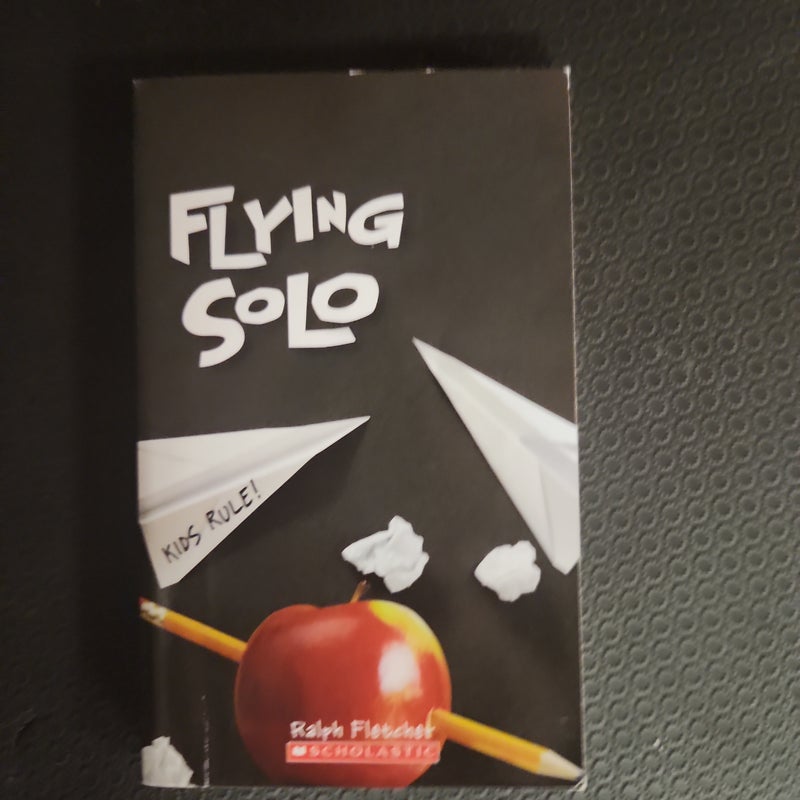 FLYING
SOLO
KIDS RULE!
Ralph Fletcher
SCHOLASTIC